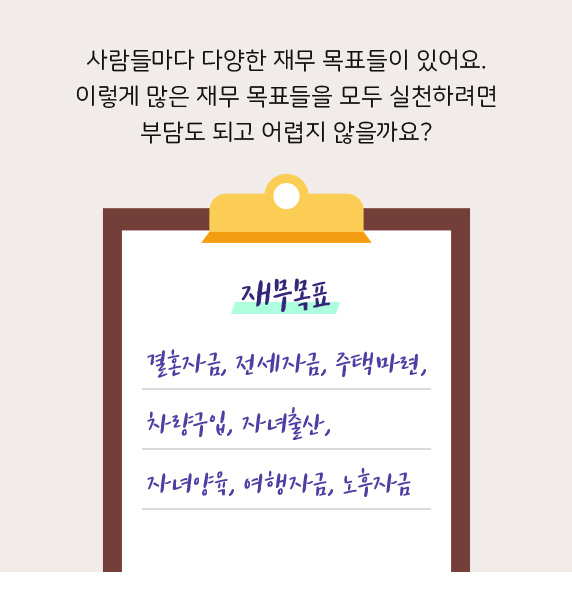 사람들마다 다양한 재무 목표들이 있어요.
이렇게 많은 재무 목표들을 모두 실천하려면
부담도 되고 어렵지 않을까요?
재무목표
결혼자금, 전세자금, 주택마련,
차량구입, 자녀출산,
자녀양육, 여행자금, 노후자금